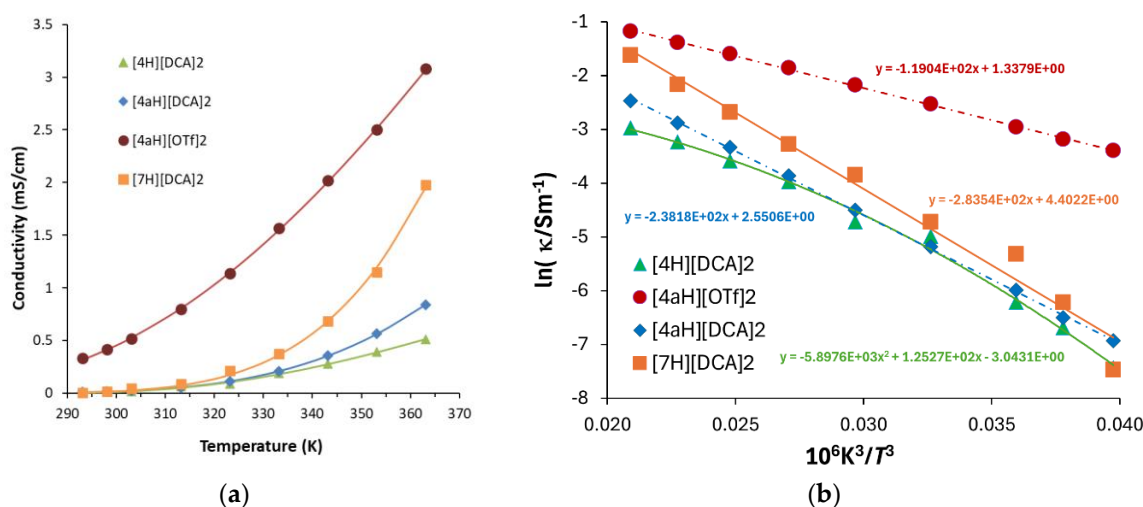 3.5
3
2.5
2
1.5
1
0.5
0
290 300 310 320 330 340 350 360 370
Conductivity (mS/cm)
Temperature (K)
[4H][DCA]2
[4aH][DCA]2
[4aH][OTf]2
[7H][DCA]2
(a)
0
-1
-2
-3
-4
-5
-6
-7
-8
0.020 0.025 0.030 0.035 0.040
ln( κ/Sm⁻¹)
10⁶K³/T³
y = -1.1904E+02x + 1.3379E+00
y = -2.8354E+02x + 4.4022E+00
y = -2.3818E+02x + 2.5506E+00
y = -5.8976E+03x² + 1.2527E+02x - 3.0431E+00
[4H][DCA]2
[4aH][OTf]2
[4aH][DCA]2
[7H][DCA]2
(b)